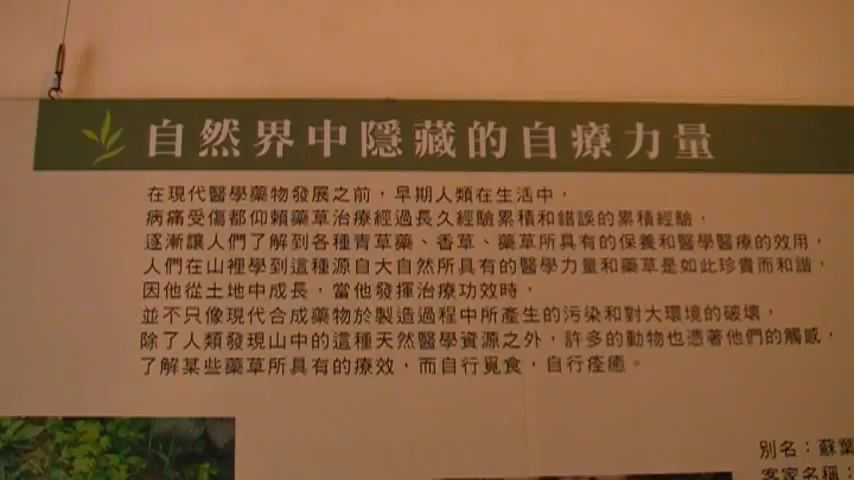 自然界中隱藏的自療力量
在現代醫學藥物發展之前，早期人類在生活中，
病痛受傷都仰賴藥草治療經過長久經驗累積和錯誤的累積經驗，
逐漸讓人們了解到各種青草藥、香草、藥草所具有的保養和醫學醫療的效用，
人們在山裡學到這種源自大自然所具有的醫學力量和藥草是如此珍貴而和諧，
因他從土地中成長，當他發揮治療功效時，
並不只像現代合成藥物於製造過程中所產生的污染和對大環境的破壞，
除了人類發現山中的這種天然醫學資源之外，許多的動物也憑著他們的觸感，
了解某些藥草所具有的療效，而自行覓食，自行痊癒。
別名：蘇葉
客家名稱：